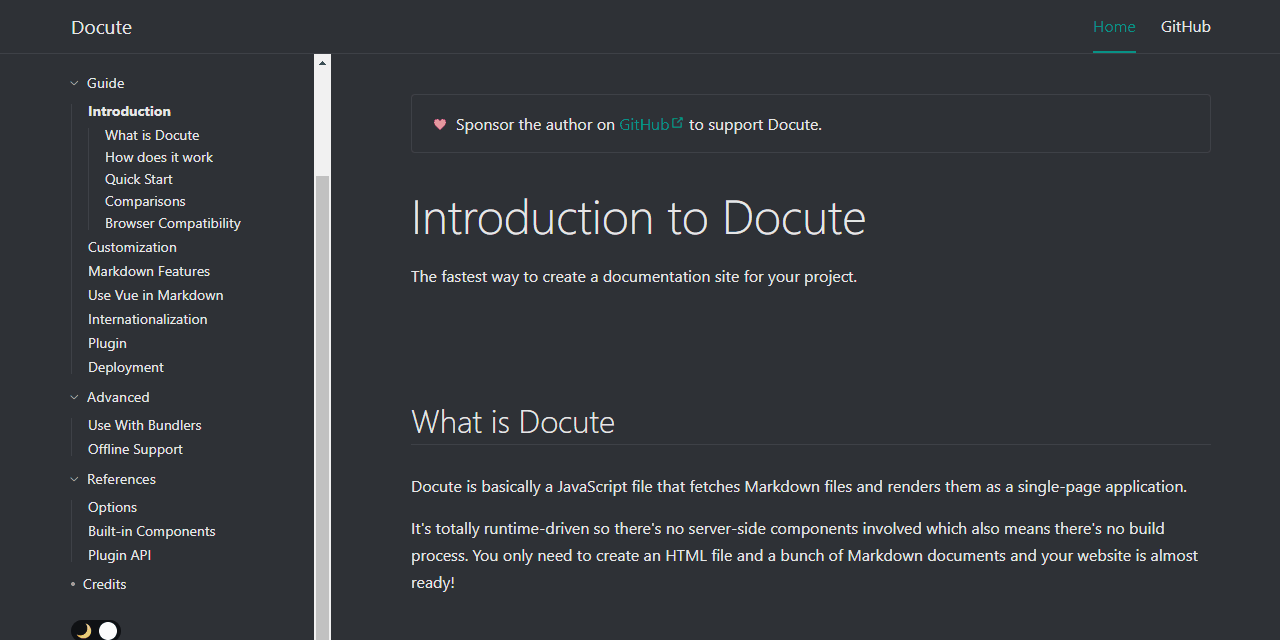 Docute
Home
GitHub
Guide
Introduction
What is Docute
How does it work
Quick Start
Comparisons
Browser Compatibility
Customization
Markdown Features
Use Vue in Markdown
Internationalization
Plugin
Deployment
Advanced
Use With Bundlers
Offline Support
References
Options
Built-in Components
Plugin API
Credits
Sponsor the author on GitHub to support Docute.
Introduction to Docute
The fastest way to create a documentation site for your project.
What is Docute
Docute is basically a JavaScript file that fetches Markdown files and renders them as a single-page application.
It's totally runtime-driven so there's no server-side components involved which also means there's no build
process. You only need to create an HTML file and a bunch of Markdown documents and your website is almost
ready!